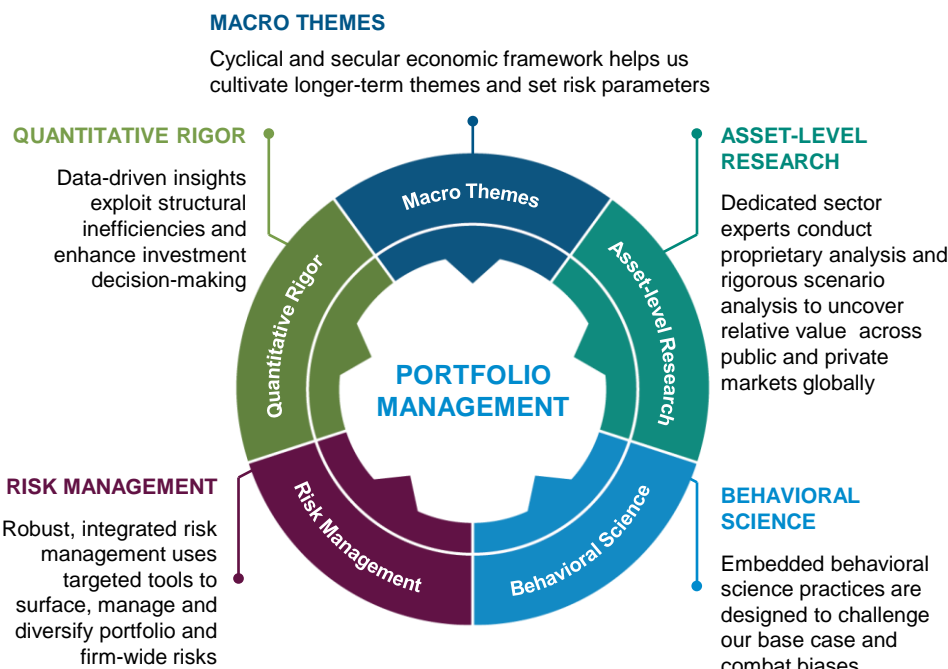 MACRO THEMES
Cyclical and secular economic framework helps us
cultivate longer-term themes and set risk parameters
QUANTITATIVE RIGOR
Data-driven insights
exploit structural
inefficiencies and
enhance investment
decision-making
ASSET-LEVEL
RESEARCH
Dedicated sector
experts conduct
proprietary analysis and
rigorous scenario
analysis to uncover
relative value  across
public and private
markets globally
Macro Themes
Quantitative Rigor
Asset-level Research
PORTFOLIO
MANAGEMENT
Risk Management
Behavioral Science
RISK MANAGEMENT
Robust, integrated risk
management uses
targeted tools to
surface, manage and
diversify portfolio and
firm-wide risks
BEHAVIORAL
SCIENCE
Embedded behavioral
science practices are
designed to challenge
our base case and
combat biases